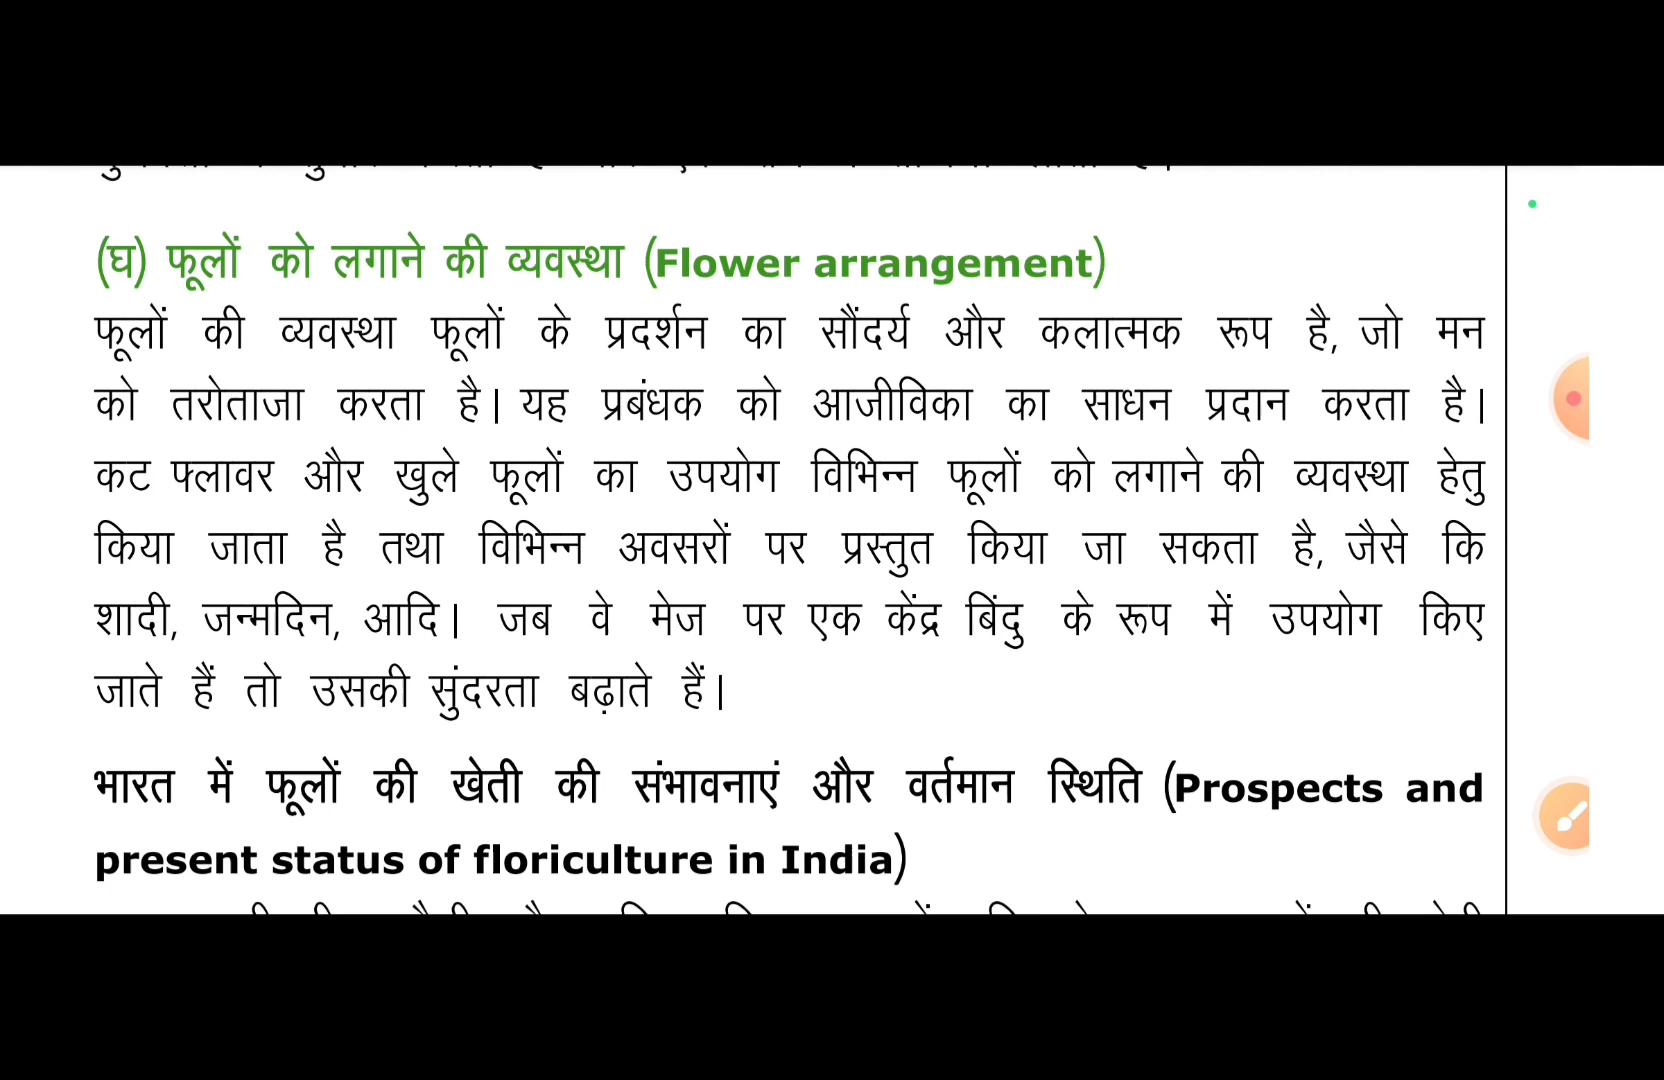 (घ) फूलों को लगाने की व्यवस्था (Flower arrangement)
फूलों की व्यवस्था फूलों के प्रदर्शन का सौंदर्य और कलात्मक रूप है, जो मन
को तरोताजा करता है। यह प्रबंधक को आजीविका का साधन प्रदान करता है।
कट फ्लावर और खुले फूलों का उपयोग विभिन्न फूलों को लगाने की व्यवस्था हेतु
किया जाता है तथा विभिन्न अवसरों पर प्रस्तुत किया जा सकता है, जैसे कि
शादी, जन्मदिन, आदि। जब वे मेज पर एक केंद्र बिंदु के रूप में उपयोग किए
जाते हैं तो उसकी सुंदरता बढ़ाते हैं।
भारत में फूलों की खेती की संभावनाएं और वर्तमान स्थिति (Prospects and
present status of floriculture in India)